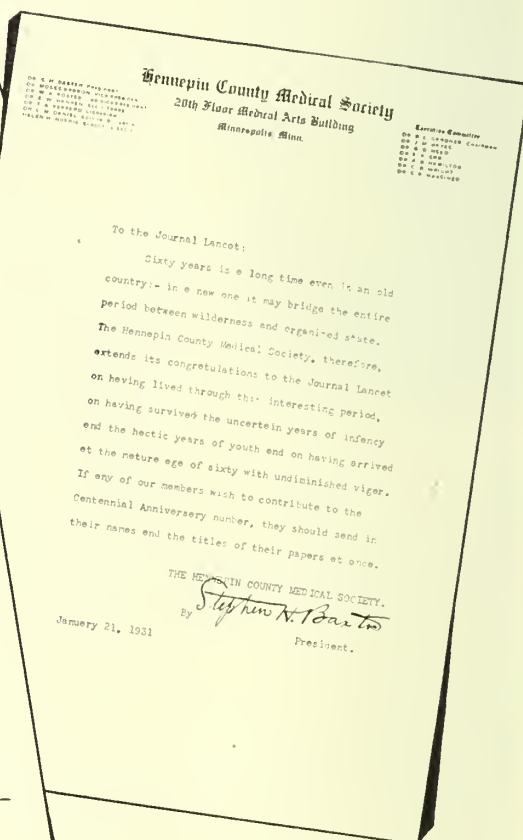 Hennepin County Medical Society
20th Floor Medical Arts Building
Minneapolis, Minn.
DR S. H. BAXTER PRESIDENT
Executive Committee
To the Journal Lancot:
Sixty years is a long time even in an old
country:- in a new one it may bridge the entire
period between wilderness and organized state.
The Hennepin County Medical Society, therefore,
extends its congratulations to the Journal Lancet
on having lived through this interesting period,
on having survived the uncertain years of infancy
and the hectic years of youth and on having arrived
at the mature age of sixty with undiminished vigor.
If any of our members wish to contribute to the
Centennial Anniversary number, they should send in
their names and the titles of their papers at once.
THE HENNEPIN COUNTY MEDICAL SOCIETY.
By Stephen H. Baxter
January 21, 1931
President.